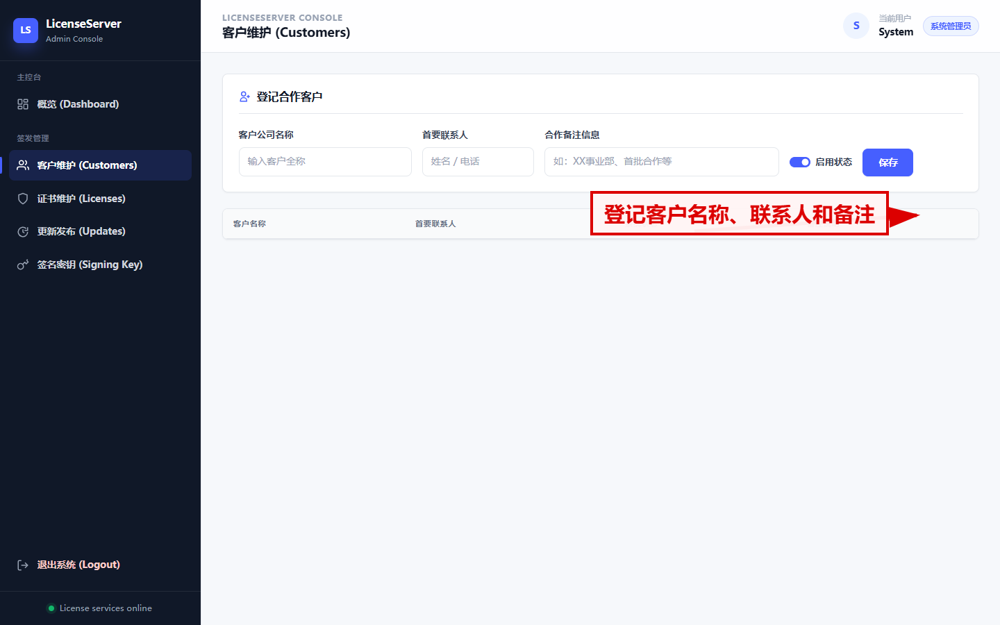 LS
LicenseServer
Admin Console
主控台
概览 (Dashboard)
签发管理
客户维护 (Customers)
证书维护 (Licenses)
更新发布 (Updates)
签名密钥 (Signing Key)
退出系统 (Logout)
License services online
LICENSESERVER CONSOLE
客户维护 (Customers)
S
当前用户
System
系统管理员
登记合作客户
客户公司名称
首要联系人
合作备注信息
输入客户全称
姓名 / 电话
如：XX事业部、首批合作等
启用状态
保存
登记客户名称、联系人和备注
客户名称
首要联系人